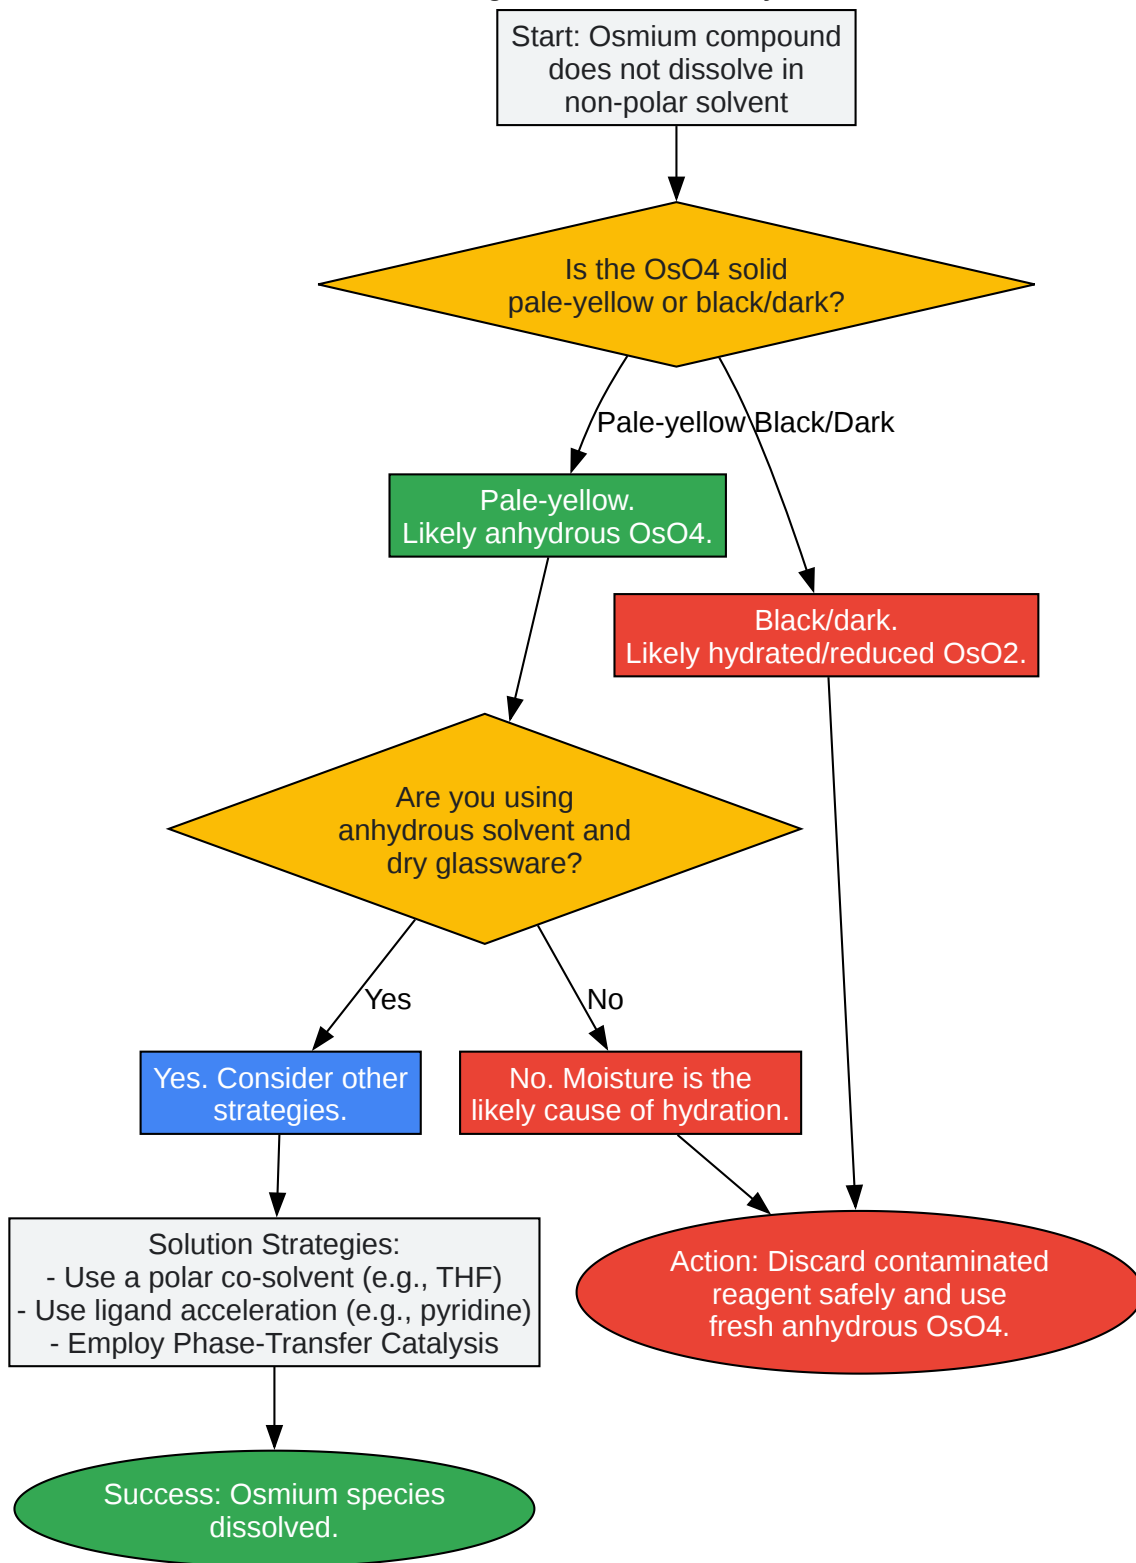 Start: Osmium compound
does not dissolve in
non-polar solvent
Is the OsO4 solid
pale-yellow or black/dark?
Pale-yellow
Black/Dark
Pale-yellow.
Likely anhydrous OsO4.
Black/dark.
Likely hydrated/reduced OsO2.
Are you using
anhydrous solvent and
dry glassware?
Yes
No
Yes. Consider other
strategies.
No. Moisture is the
likely cause of hydration.
Solution Strategies:
- Use a polar co-solvent (e.g., THF)
- Use ligand acceleration (e.g., pyridine)
- Employ Phase-Transfer Catalysis
Action: Discard contaminated
reagent safely and use
fresh anhydrous OsO4.
Success: Osmium species
dissolved.